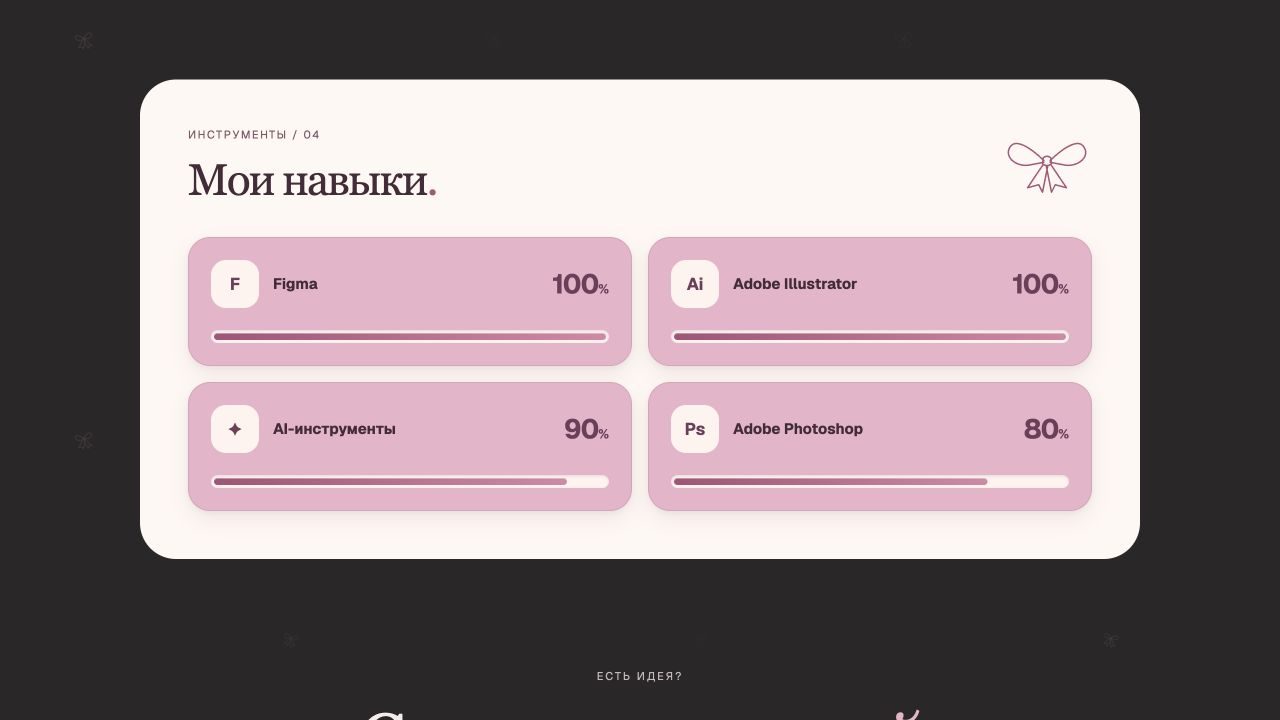 ИНСТРУМЕНТЫ / 04
Мои навыки.
F Figma 100%
Ai Adobe Illustrator 100%
AI-инструменты 90%
Ps Adobe Photoshop 80%
ЕСТЬ ИДЕЯ?